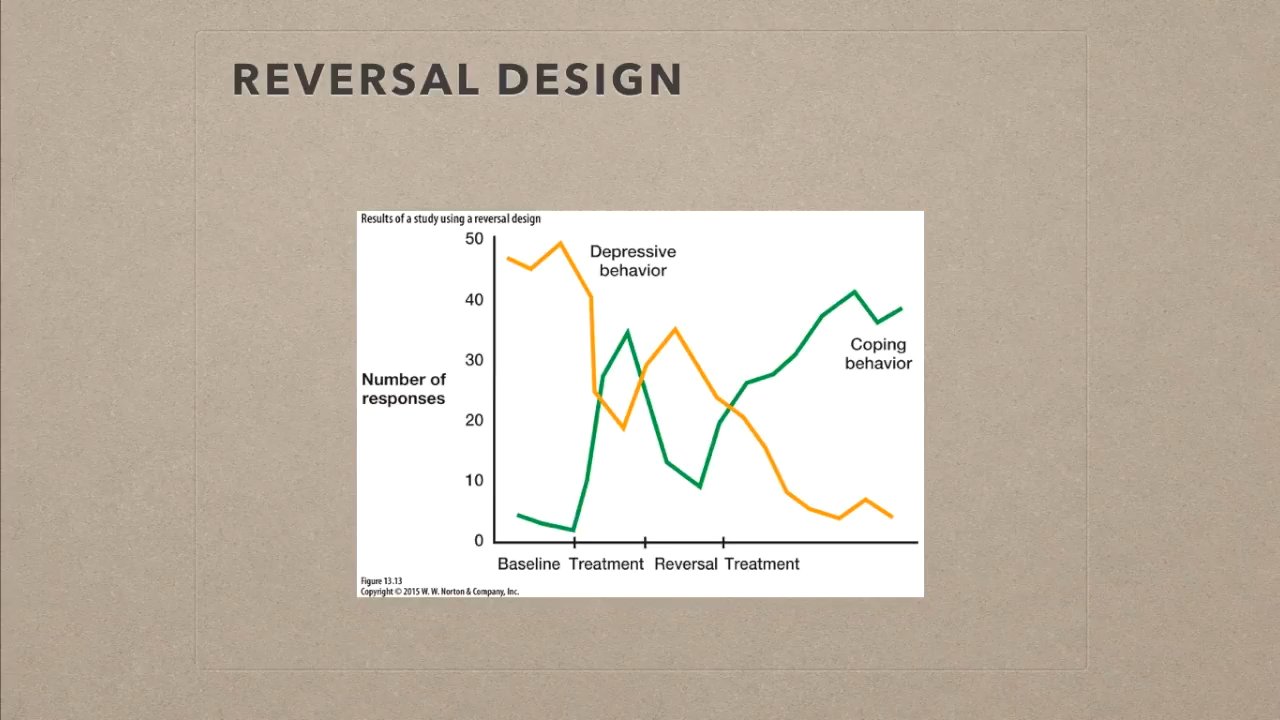 REVERSAL DESIGN
Results of a study using a reversal design
50
Depressive
behavior
40
Coping
behavior
30
Number of
responses
20
10
0
Baseline Treatment Reversal Treatment
Figure 13.13
Copyright © 2015 W. W. Norton & Company, Inc.